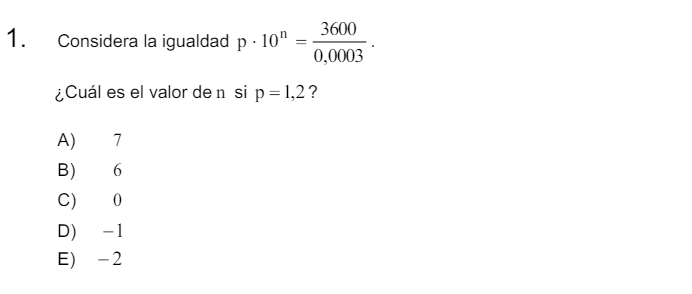 1. Considera la igualdad p · 10ⁿ = 3600 / 0,0003 .
¿Cuál es el valor de n si p = 1,2 ?
A) 7
B) 6
C) 0
D) −1
E) −2